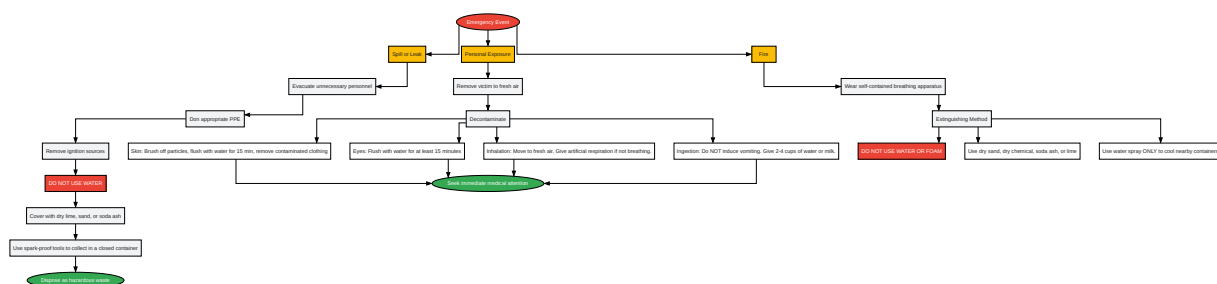 Emergency Event
Spill or Leak
Personal Exposure
Fire
Evacuate unnecessary personnel
Remove victim to fresh air
Wear self-contained breathing apparatus
Don appropriate PPE
Decontaminate
Extinguishing Method
Remove ignition sources
Skin: Brush off particles, flush with water for 15 min, remove contaminated clothing
Eyes: Flush with water for at least 15 minutes
Inhalation: Move to fresh air. Give artificial respiration if not breathing.
Ingestion: Do NOT induce vomiting. Give 2-4 cups of water or milk.
DO NOT USE WATER OR FOAM
Use dry sand, dry chemical, soda ash, or lime
Use water spray ONLY to cool nearby container
DO NOT USE WATER
Seek immediate medical attention
Cover with dry lime, sand, or soda ash
Use spark-proof tools to collect in a closed container
Dispose as hazardous waste